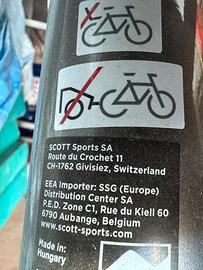 SCOTT Sports SA
Route du Crochet 11
CH-1762 Givisiez, Switzerland
EEA Importer: SSG (Europe)
Distribution Center SA
P.E.D, Zone C1, Rue du Kiell 60
6790 Aubange, Belgium
www.scott-sports.com
Made in:
Hungary